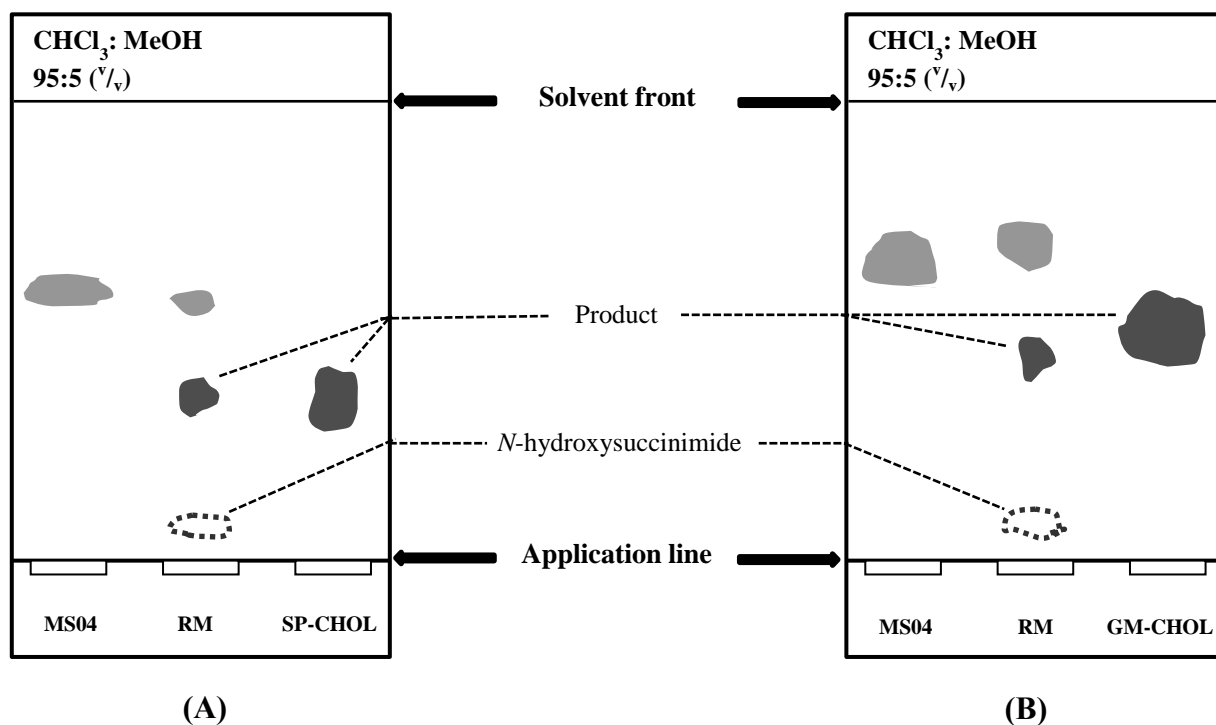 CHCl₃: MeOH
95:5 (ᵛ/ᵥ)
CHCl₃: MeOH
95:5 (ᵛ/ᵥ)
Solvent front
Product
N-hydroxysuccinimide
Application line
MS04 RM SP-CHOL
MS04 RM GM-CHOL
(A)
(B)